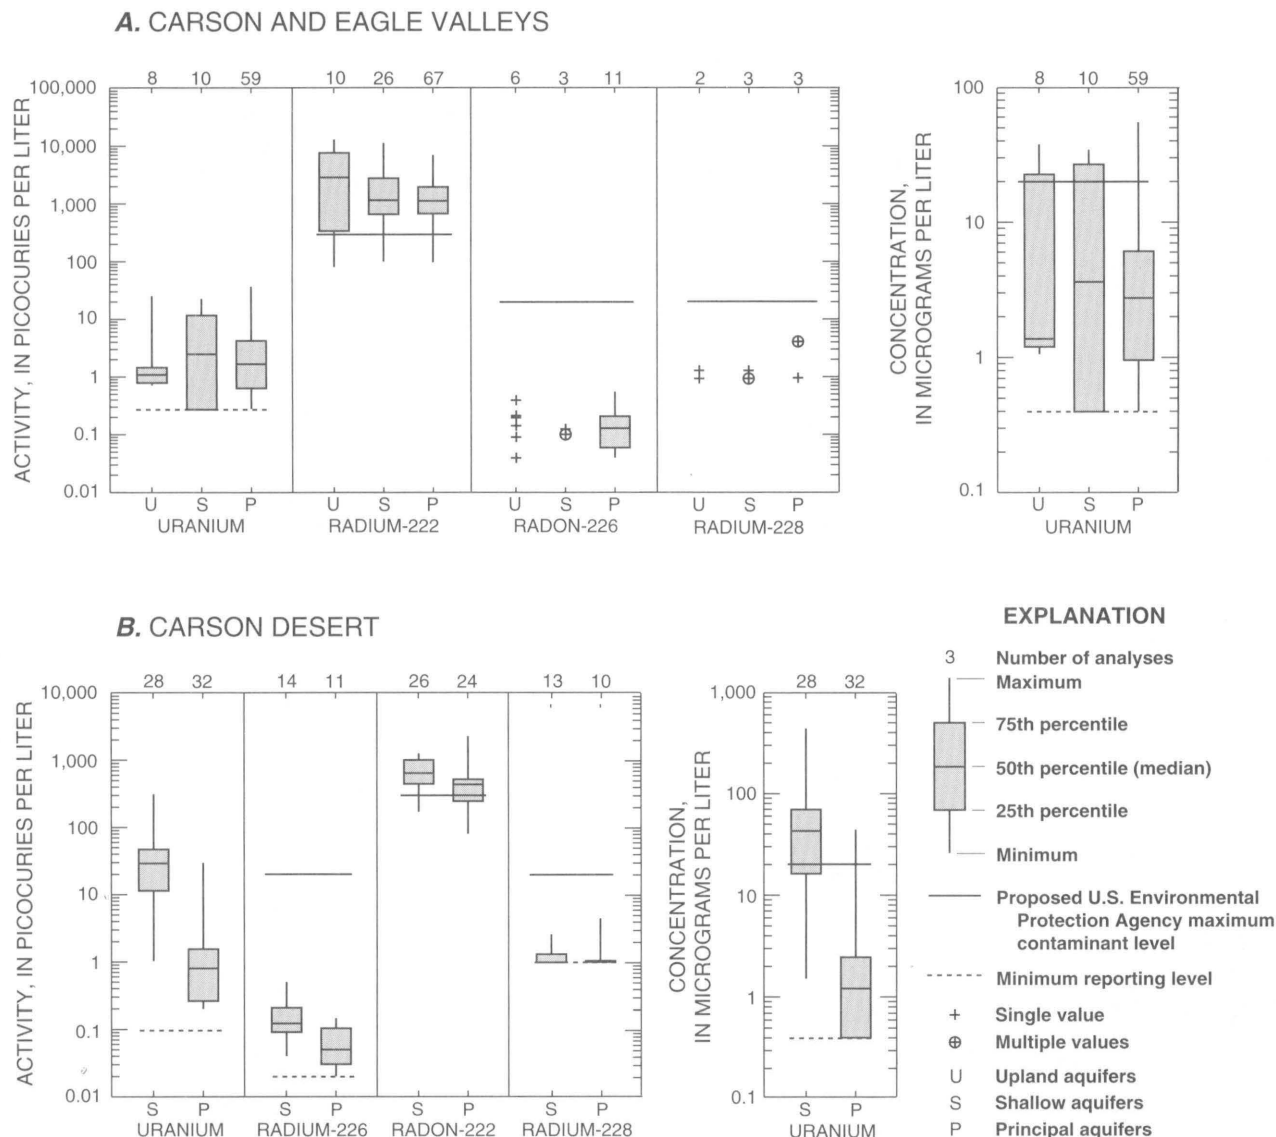 A. CARSON AND EAGLE VALLEYS
8 10 59 10 26 67 6 3 11 2 3 3
ACTIVITY, IN PICOCURIES PER LITER
100,000
10,000
1,000
100
10
1
0.1
0.01
U S P U S P U S P U S P
URANIUM RADIUM-222 RADON-226 RADIUM-228
8 10 59
CONCENTRATION,
IN MICROGRAMS PER LITER
100
10
1
0.1
U S P
URANIUM
B. CARSON DESERT
28 32 14 11 26 24 13 10
ACTIVITY, IN PICOCURIES PER LITER
10,000
1,000
100
10
1
0.1
0.01
S P S P S P S P
URANIUM RADIUM-226 RADON-222 RADIUM-228
28 32
CONCENTRATION,
IN MICROGRAMS PER LITER
1,000
100
10
1
0.1
S P
URANIUM
EXPLANATION
3 Number of analyses
Maximum
75th percentile
50th percentile (median)
25th percentile
Minimum
Proposed U.S. Environmental
Protection Agency maximum
contaminant level
Minimum reporting level
+ Single value
⊕ Multiple values
U Upland aquifers
S Shallow aquifers
P Principal aquifers